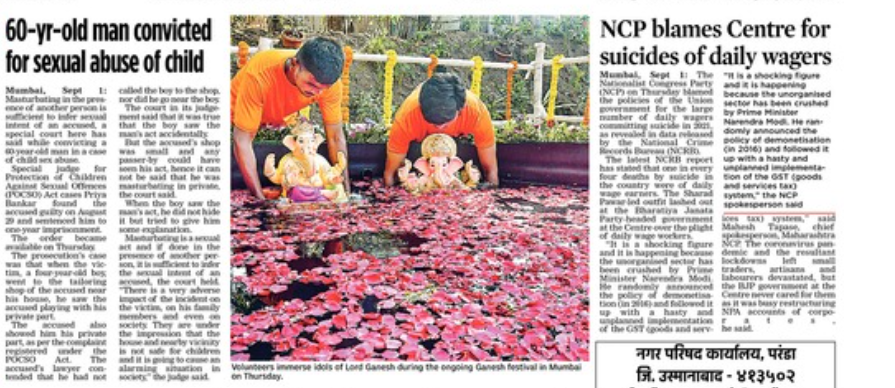 60-yr-old man convicted
for sexual abuse of child
Mumbai, Sept 1:
Masturbating in the pres-
ence of another person is
sufficient to infer sexual
intent of an accused, a
special court here has
said while convicting a
60-year-old man in a case
of child sex abuse.
Special judge for
Protection of Children
Against Sexual Offences
(POCSO) Act cases Priya
Bankar found the
accused guilty on August
29 and sentenced him to
one-year imprisonment.
The order became
available on Thursday.
The prosecution's case
was that when the vic-
tim, a four-year-old boy,
went to the tailoring
shop of the accused near
his house, he saw the
accused playing with his
private part.
The accused also
showed him his private
part, as per the complaint
registered under the
POCSO Act. The
accused's lawyer con-
tended that he had not
called the boy to the shop,
nor did he go near the boy.
The court in its judge-
ment said that it was true
that the boy saw the
man's act accidentally.
But the accused's shop
was small and any
passer-by could have
seen his act, hence it can
not be said that he was
masturbating in private,
the court said.
When the boy saw the
man's act, he did not hide
it but tried to give him
some explanation.
Masturbating is a sexual
act and if done in the
presence of another per-
son, it is sufficient to infer
the sexual intent of an
accused, the court held.
"There is a very adverse
impact of the incident on
the victim, on his family
members and even on
society. They are under
the impression that the
house and nearby vicinity
is not safe for children
and it is going to cause an
alarming situation in
society," the judge said.
Volunteers immerse idols of Lord Ganesh during the ongoing Ganesh festival in Mumbai
on Thursday.
NCP blames Centre for
suicides of daily wagers
Mumbai, Sept 1: The
Nationalist Congress Party
(NCP) on Thursday blamed
the policies of the Union
government for the large
number of daily wagers
committing suicide in 2021,
as revealed in data released
by the National Crime
Records Bureau (NCRB).
The latest NCRB report
has stated that one in every
four deaths by suicide in
the country were of daily
wage earners. The Sharad
Pawar-led outfit lashed out
at the Bharatiya Janata
Party-headed government
at the Centre over the plight
of daily wage workers.
"It is a shocking figure
and it is happening because
the unorganised sector has
been crushed by Prime
Minister Narendra Modi.
He randomly announced
the policy of demonetisa-
tion (in 2016) and followed it
up with a hasty and
unplanned implementation
of the GST (goods and serv-
"It is a shocking figure
and it is happening
because the unorganised
sector has been crushed
by Prime Minister
Narendra Modi. He ran-
domly announced the
policy of demonetisation
(in 2016) and followed it
up with a hasty and
unplanned implementa-
tion of the GST (goods
and services tax)
system," the NCP
spokesperson said
ices tax) system," said
Mahesh Tapase, chief
spokesperson, Maharashtra
NCP. The coronavirus pan-
demic and the resultant
lockdowns left small
traders, artisans and
labourers devastated, but
the BJP government at the
Centre never cared for them
as it was busy restructuring
NPA accounts of corpo-
r a t e s ,
he said.
नगर परिषद कार्यालय, परंडा
जि. उस्मानाबाद - ४१३५०२